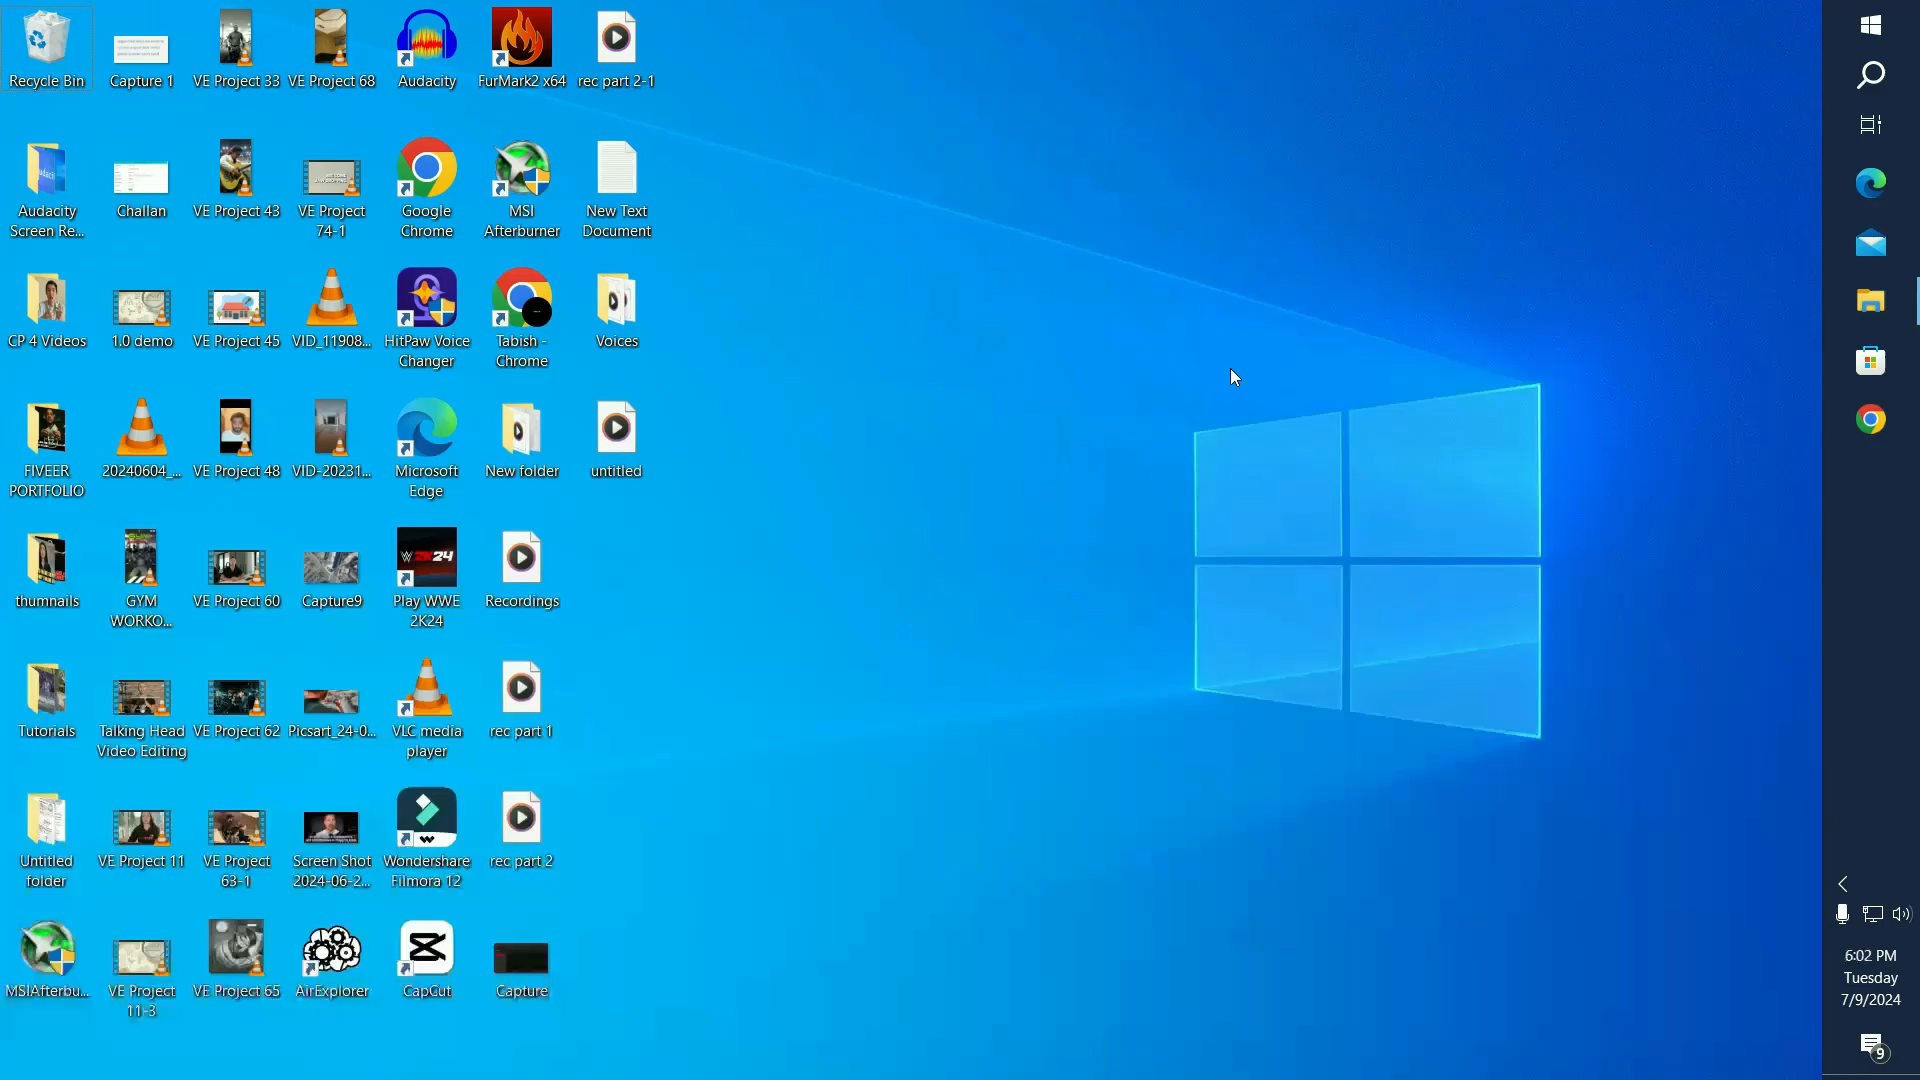 Recycle Bin
Capture 1
VE Project 33
VE Project 68
Audacity
FurMark2 x64
rec part 2-1
Audacity
Screen Re...
Challan
VE Project 43
VE Project
74-1
Google
Chrome
MSI
Afterburner
New Text
Document
CP 4 Videos
1.0 demo
VE Project 45
VID_11908...
HitPaw Voice
Changer
Tabish -
Chrome
Voices
FIVEER
PORTFOLIO
20240604_...
VE Project 48
VID-20231...
Microsoft
Edge
New folder
untitled
thumnails
GYM
WORKO...
VE Project 60
Capture9
W 2K24
Play WWE
2K24
Recordings
Tutorials
Talking Head
Video Editing
VE Project 62
Picsart_24-0...
VLC media
player
rec part 1
Untitled
folder
VE Project 11
VE Project
63-1
Screen Shot
2024-06-2...
Wondershare
Filmora 12
rec part 2
MSIAfterbu...
VE Project
11-3
VE Project 65
AirExplorer
CapCut
Capture
6:02 PM
Tuesday
7/9/2024
9